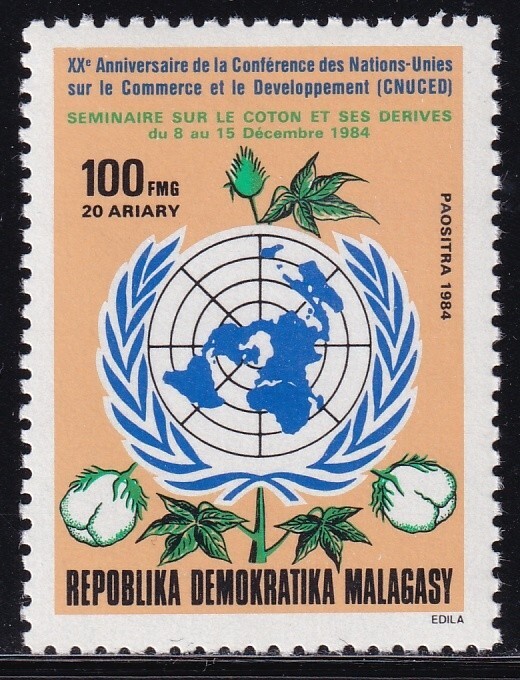 XXe Anniversaire de la Conférence des Nations-Unies
sur le Commerce et le Developpement (CNUCED)
SEMINAIRE SUR LE COTON ET SES DERIVES
du 8 au 15 Décembre 1984
100 FMG
20 ARIARY
PAOSITRA 1984
REPOBLIKA DEMOKRATIKA MALAGASY
EDILA